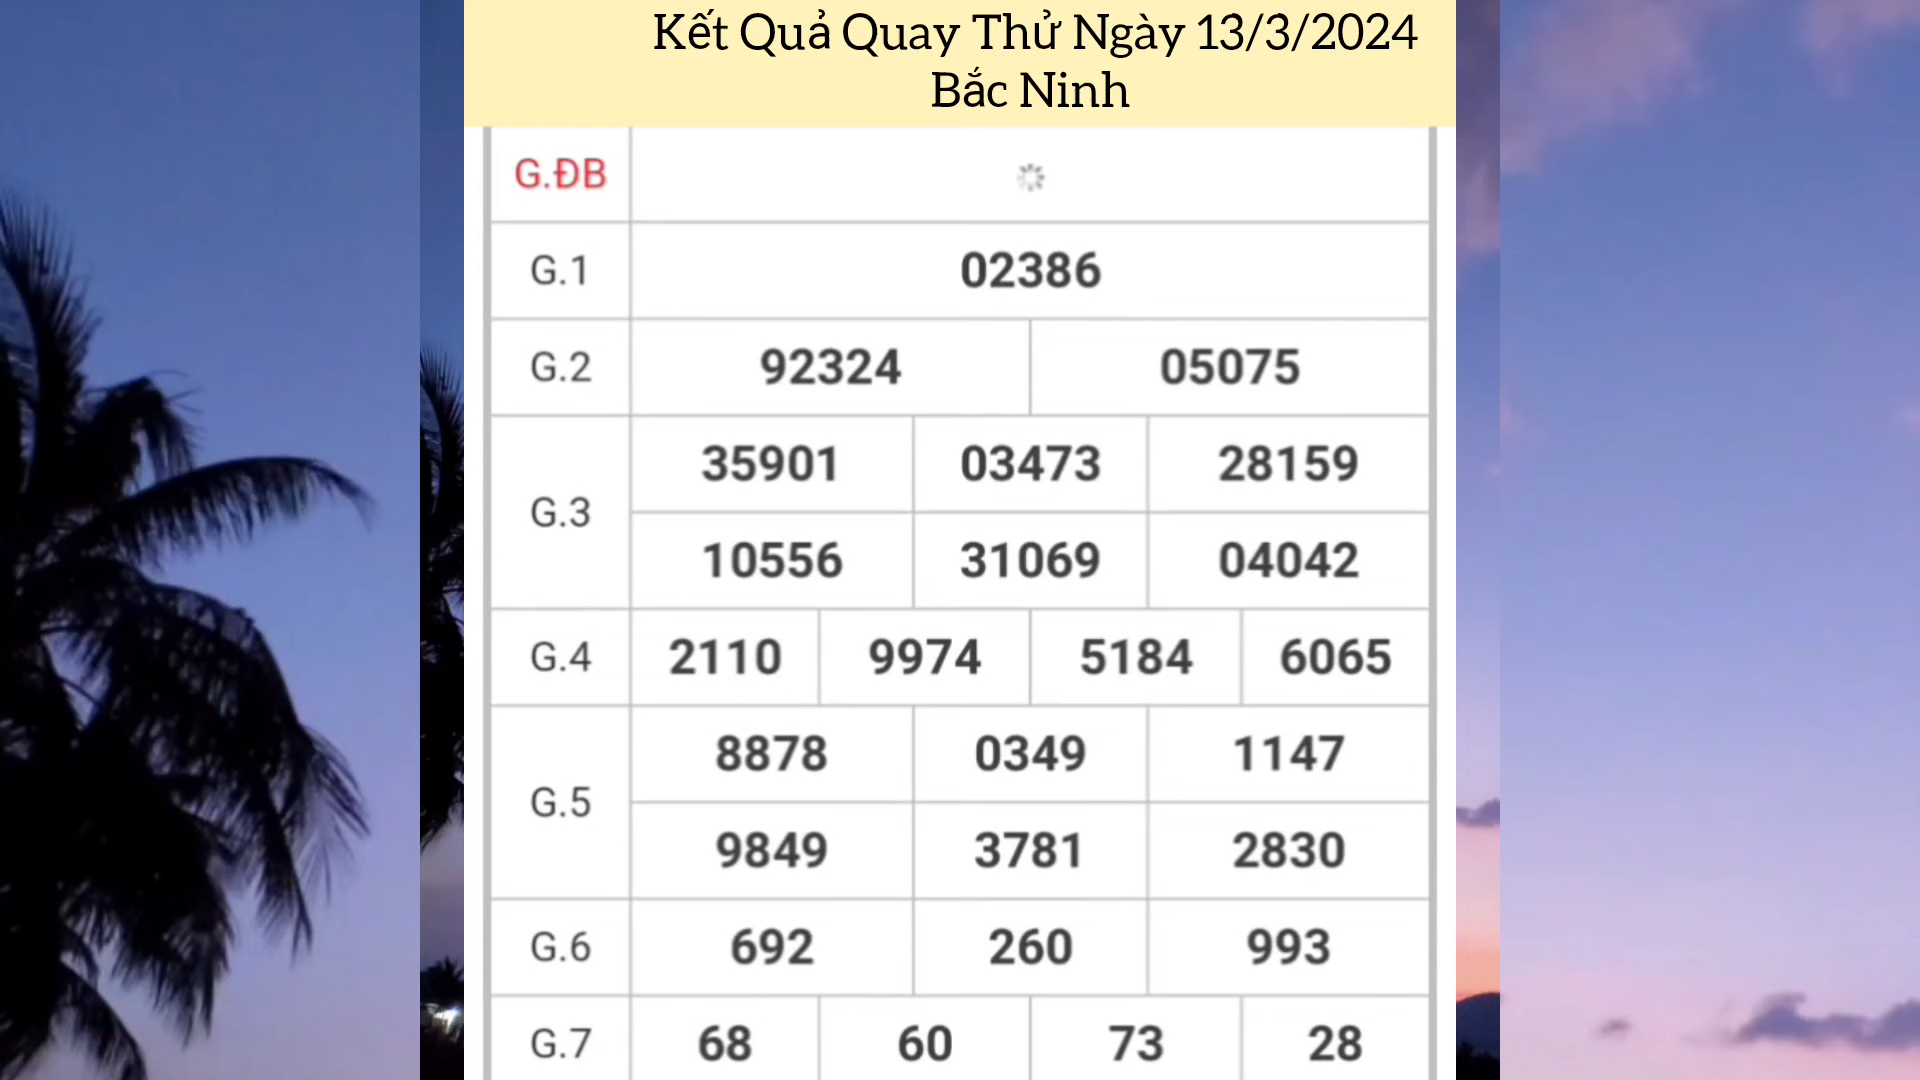 Kết Quả Quay Thử Ngày 13/3/2024
Bắc Ninh
G.ĐB
G.1 02386
G.2 92324 05075
G.3 35901 03473 28159
10556 31069 04042
G.4 2110 9974 5184 6065
G.5 8878 0349 1147
9849 3781 2830
G.6 692 260 993
G.7 68 60 73 28